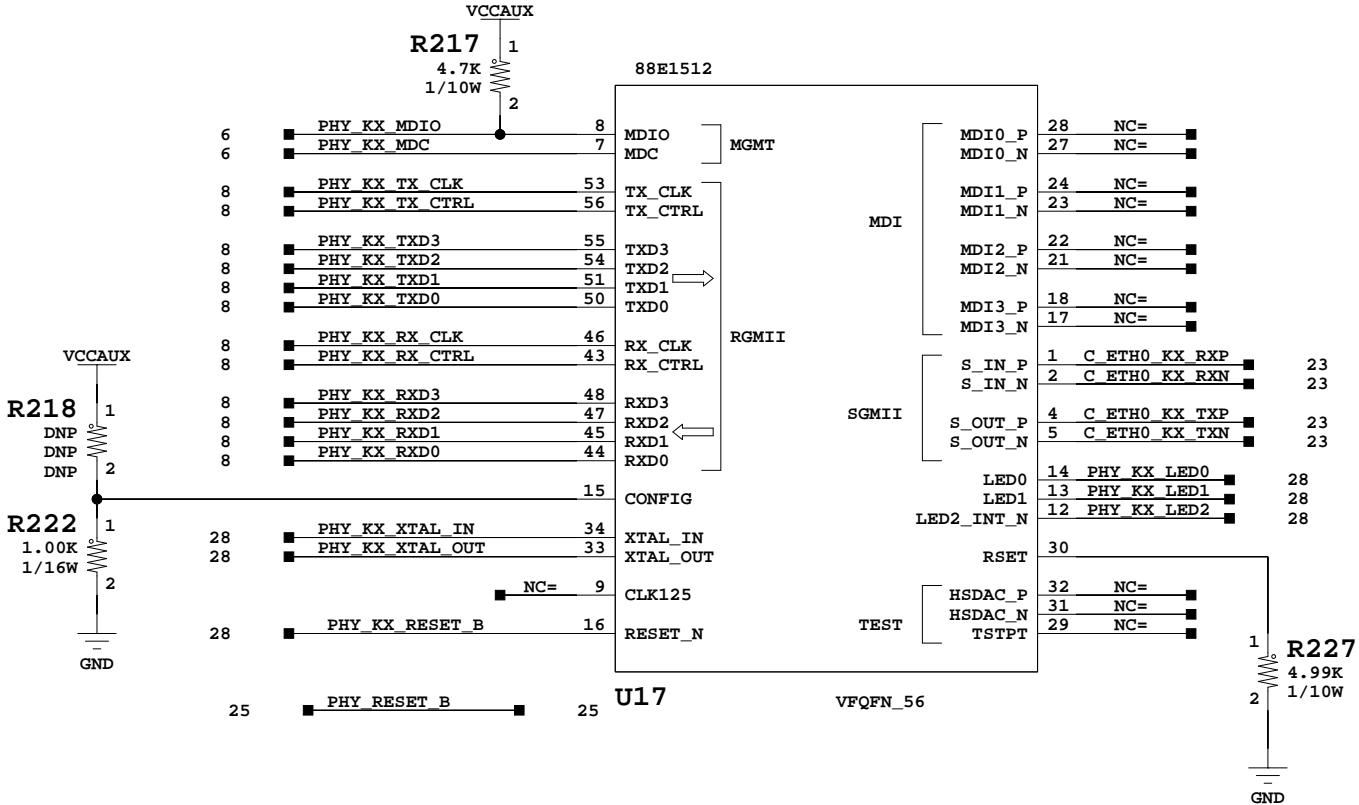 VCCAUX
R217 1
4.7K
1/10W
2
88E1512
6 PHY_KX_MDIO 8 MDIO
6 PHY_KX_MDC 7 MDC
MGMT
8 PHY_KX_TX_CLK 53 TX_CLK
8 PHY_KX_TX_CTRL 56 TX_CTRL
8 PHY_KX_TXD3 55 TXD3
8 PHY_KX_TXD2 54 TXD2
8 PHY_KX_TXD1 51 TXD1
8 PHY_KX_TXD0 50 TXD0
RGMII
8 PHY_KX_RX_CLK 46 RX_CLK
8 PHY_KX_RX_CTRL 43 RX_CTRL
8 PHY_KX_RXD3 48 RXD3
8 PHY_KX_RXD2 47 RXD2
8 PHY_KX_RXD1 45 RXD1
8 PHY_KX_RXD0 44 RXD0
VCCAUX
R218 1
DNP
DNP
DNP 2
15 CONFIG
R222 1
1.00K
1/16W
2
GND
28 PHY_KX_XTAL_IN 34 XTAL_IN
28 PHY_KX_XTAL_OUT 33 XTAL_OUT
NC= 9 CLK125
28 PHY_KX_RESET_B 16 RESET_N
25 PHY_RESET_B 25
U17
VFQFN_56
MDI
MDI0_P 28 NC=
MDI0_N 27 NC=
MDI1_P 24 NC=
MDI1_N 23 NC=
MDI2_P 22 NC=
MDI2_N 21 NC=
MDI3_P 18 NC=
MDI3_N 17 NC=
SGMII
S_IN_P 1 C_ETH0_KX_RXP 23
S_IN_N 2 C_ETH0_KX_RXN 23
S_OUT_P 4 C_ETH0_KX_TXP 23
S_OUT_N 5 C_ETH0_KX_TXN 23
LED0 14 PHY_KX_LED0 28
LED1 13 PHY_KX_LED1 28
LED2_INT_N 12 PHY_KX_LED2 28
RSET 30
TEST
HSDAC_P 32 NC=
HSDAC_N 31 NC=
TSTPT 29 NC=
1 R227
4.99K
1/10W
2
GND